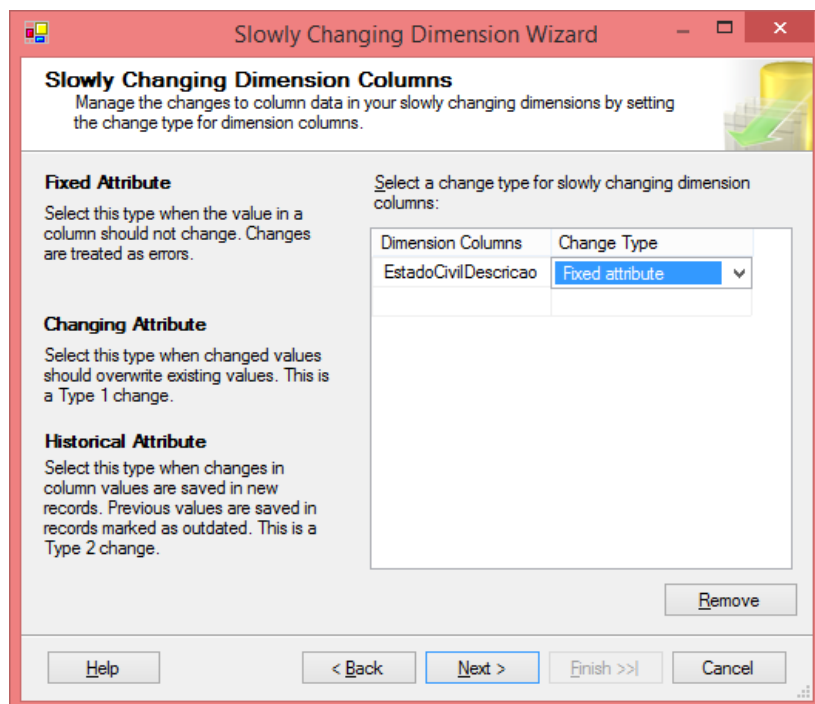 Slowly Changing Dimension Wizard
Slowly Changing Dimension Columns
Manage the changes to column data in your slowly changing dimensions by setting
the change type for dimension columns.
Fixed Attribute
Select this type when the value in a
column should not change. Changes
are treated as errors.
Changing Attribute
Select this type when changed values
should overwrite existing values. This is
a Type 1 change.
Historical Attribute
Select this type when changes in
column values are saved in new
records. Previous values are saved in
records marked as outdated. This is a
Type 2 change.
Select a change type for slowly changing dimension
columns:
Dimension Columns Change Type
EstadoCivilDescricao Fixed attribute
Remove
Help < Back Next > Finish >>| Cancel